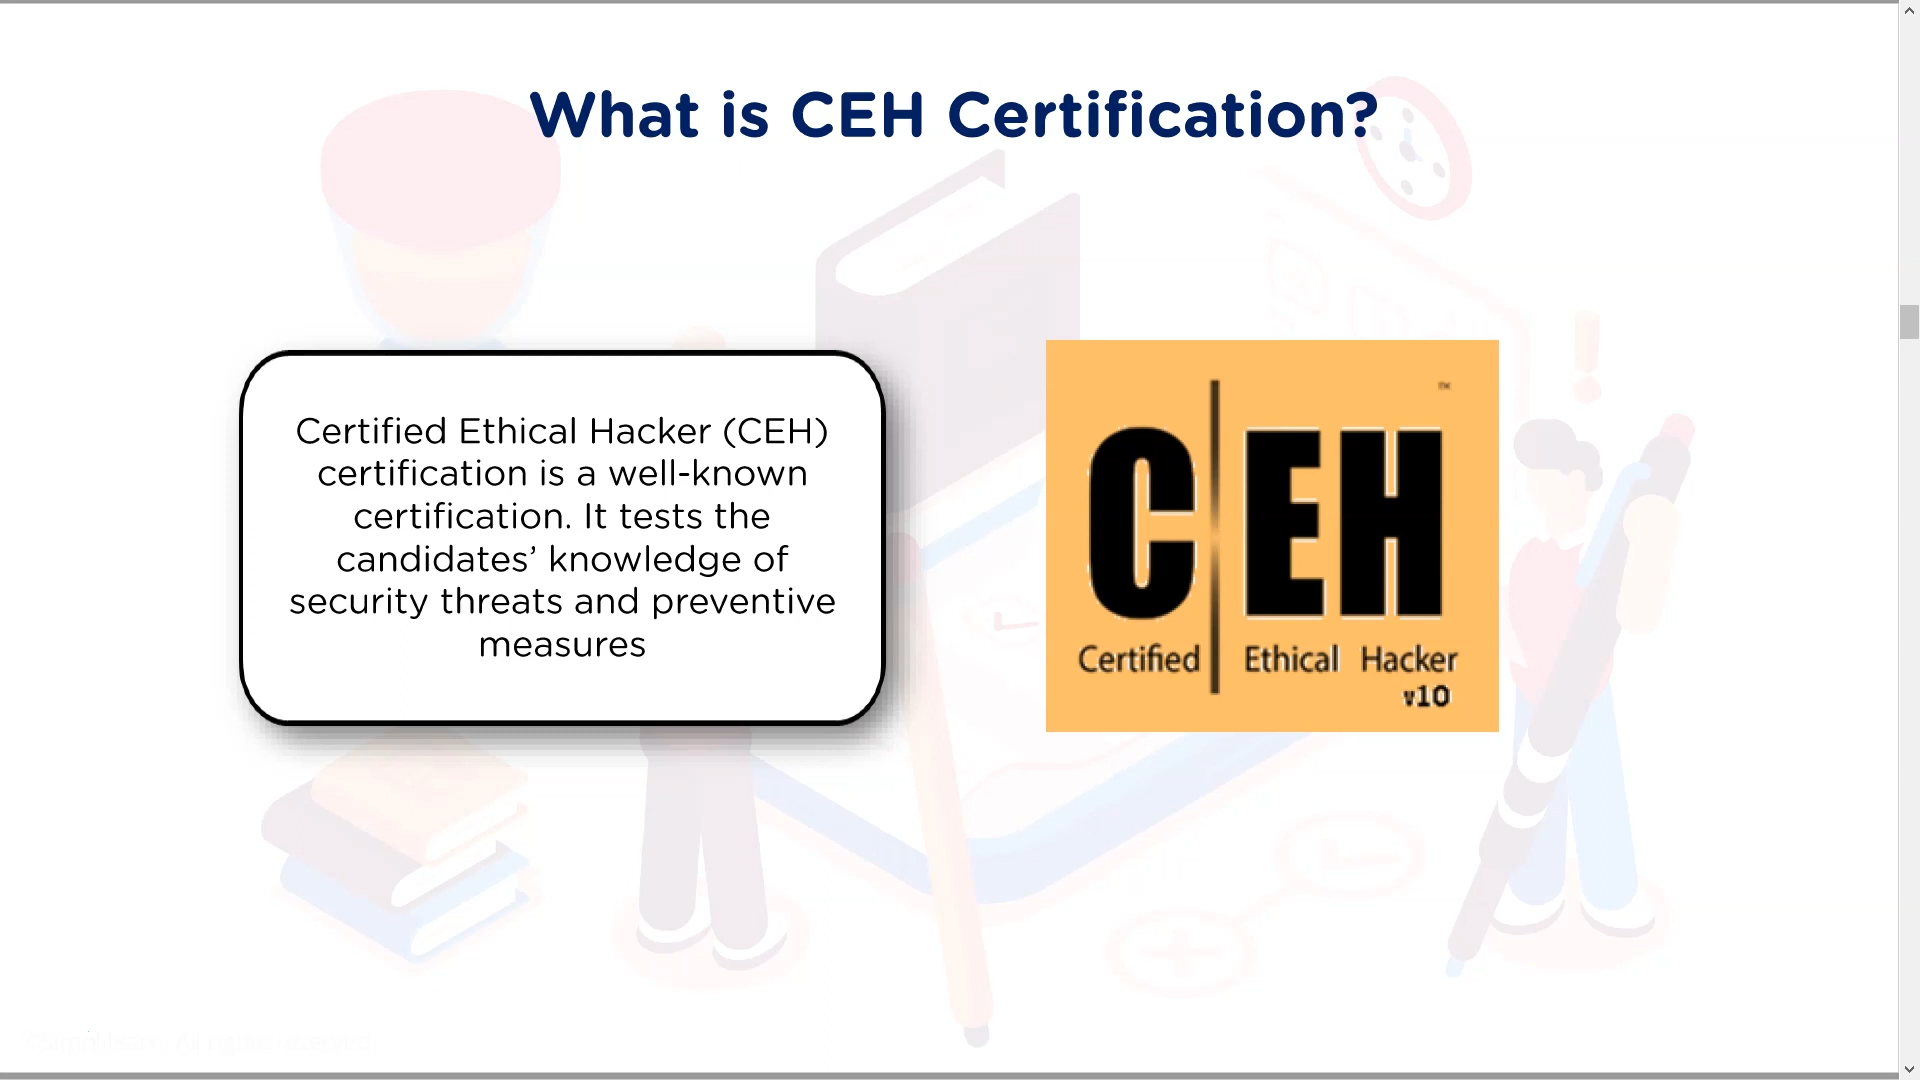 What is CEH Certification?
Certified Ethical Hacker (CEH)
certification is a well-known
certification. It tests the
candidates’ knowledge of
security threats and preventive
measures
™
C EH
Certified Ethical Hacker
v10